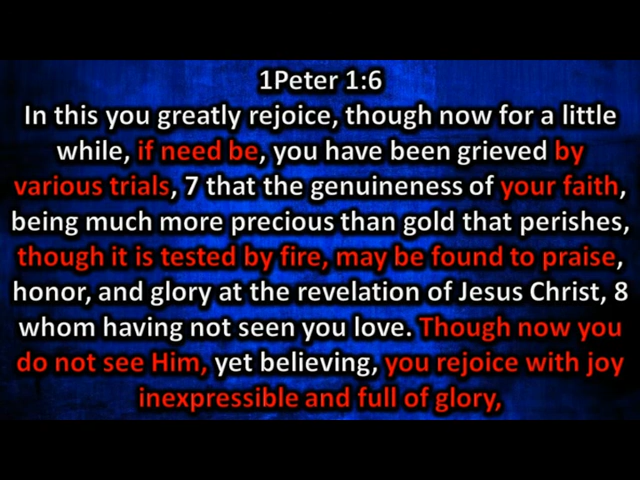 1Peter 1:6
In this you greatly rejoice, though now for a little
while, if need be, you have been grieved by
various trials, 7 that the genuineness of your faith,
being much more precious than gold that perishes,
though it is tested by fire, may be found to praise,
honor, and glory at the revelation of Jesus Christ, 8
whom having not seen you love. Though now you
do not see Him, yet believing, you rejoice with joy
inexpressible and full of glory,